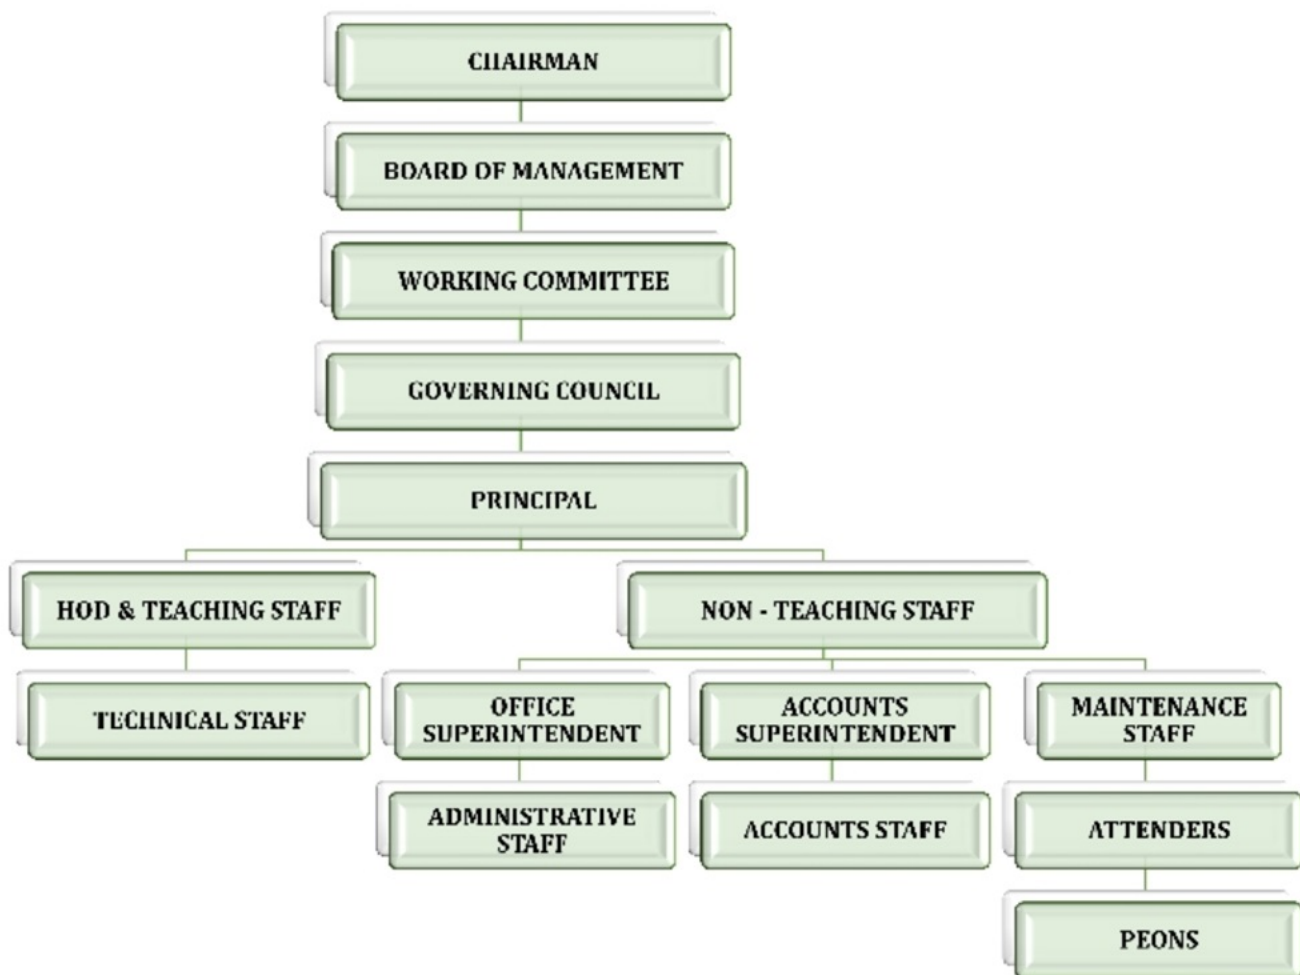 CHAIRMAN
BOARD OF MANAGEMENT
WORKING COMMITTEE
GOVERNING COUNCIL
PRINCIPAL
HOD & TEACHING STAFF
NON - TEACHING STAFF
TECHNICAL STAFF
OFFICE
SUPERINTENDENT
ACCOUNTS
SUPERINTENDENT
MAINTENANCE
STAFF
ADMINISTRATIVE
STAFF
ACCOUNTS STAFF
ATTENDERS
PEONS